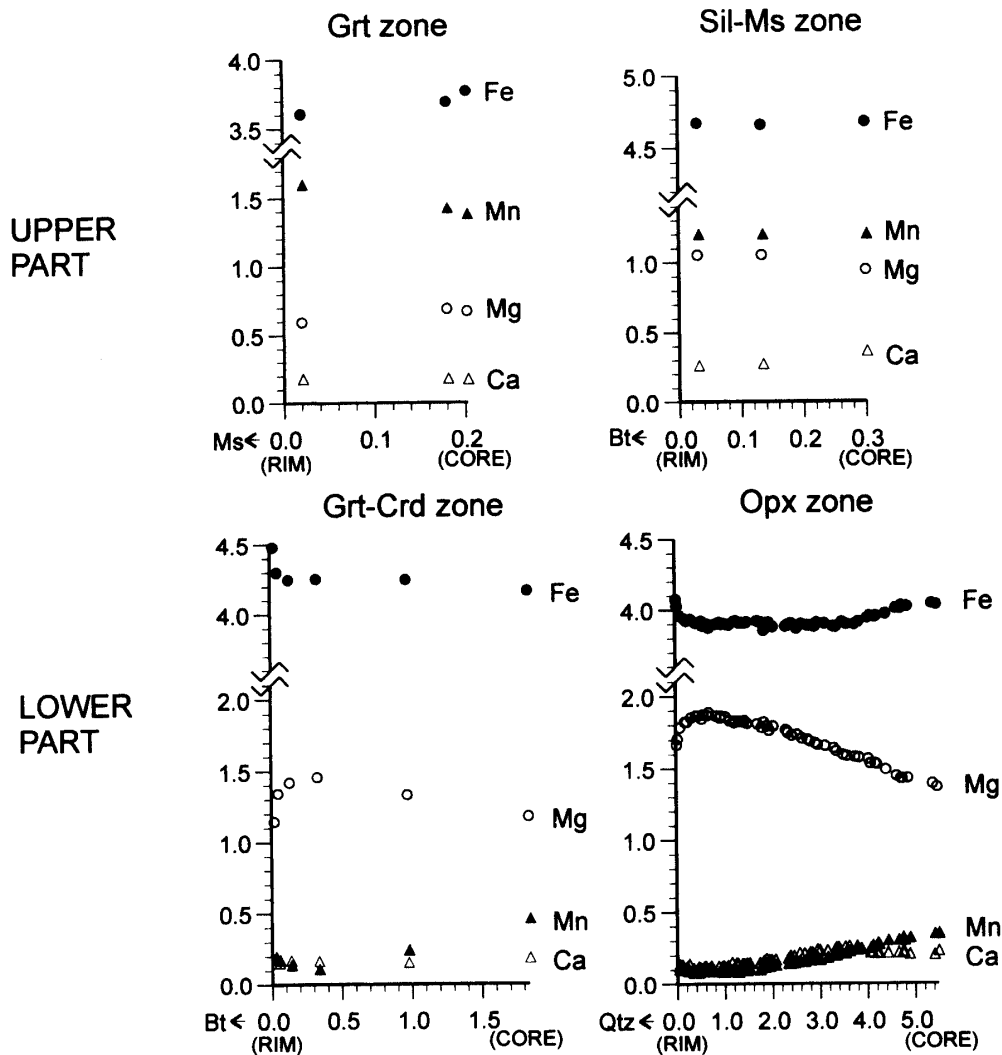 Grt zone
Sil-Ms zone
UPPER
PART
4.0
3.5
1.5
1.0
0.5
0.0
Fe
Mn
Mg
Ca
Ms 0.0 0.1 0.2
(RIM) (CORE)
5.0
4.5
1.0
0.5
0.0
Fe
Mn
Mg
Ca
Bt 0.0 0.1 0.2 0.3
(RIM) (CORE)
Grt-Crd zone
Opx zone
LOWER
PART
4.5
4.0
2.0
1.5
1.0
0.5
0.0
Fe
Mg
Mn
Ca
Bt 0.0 0.5 1.0 1.5
(RIM) (CORE)
4.5
4.0
2.0
1.5
1.0
0.5
0.0
Fe
Mg
Mn
Ca
Qtz 0.0 1.0 2.0 3.0 4.0 5.0
(RIM) (CORE)